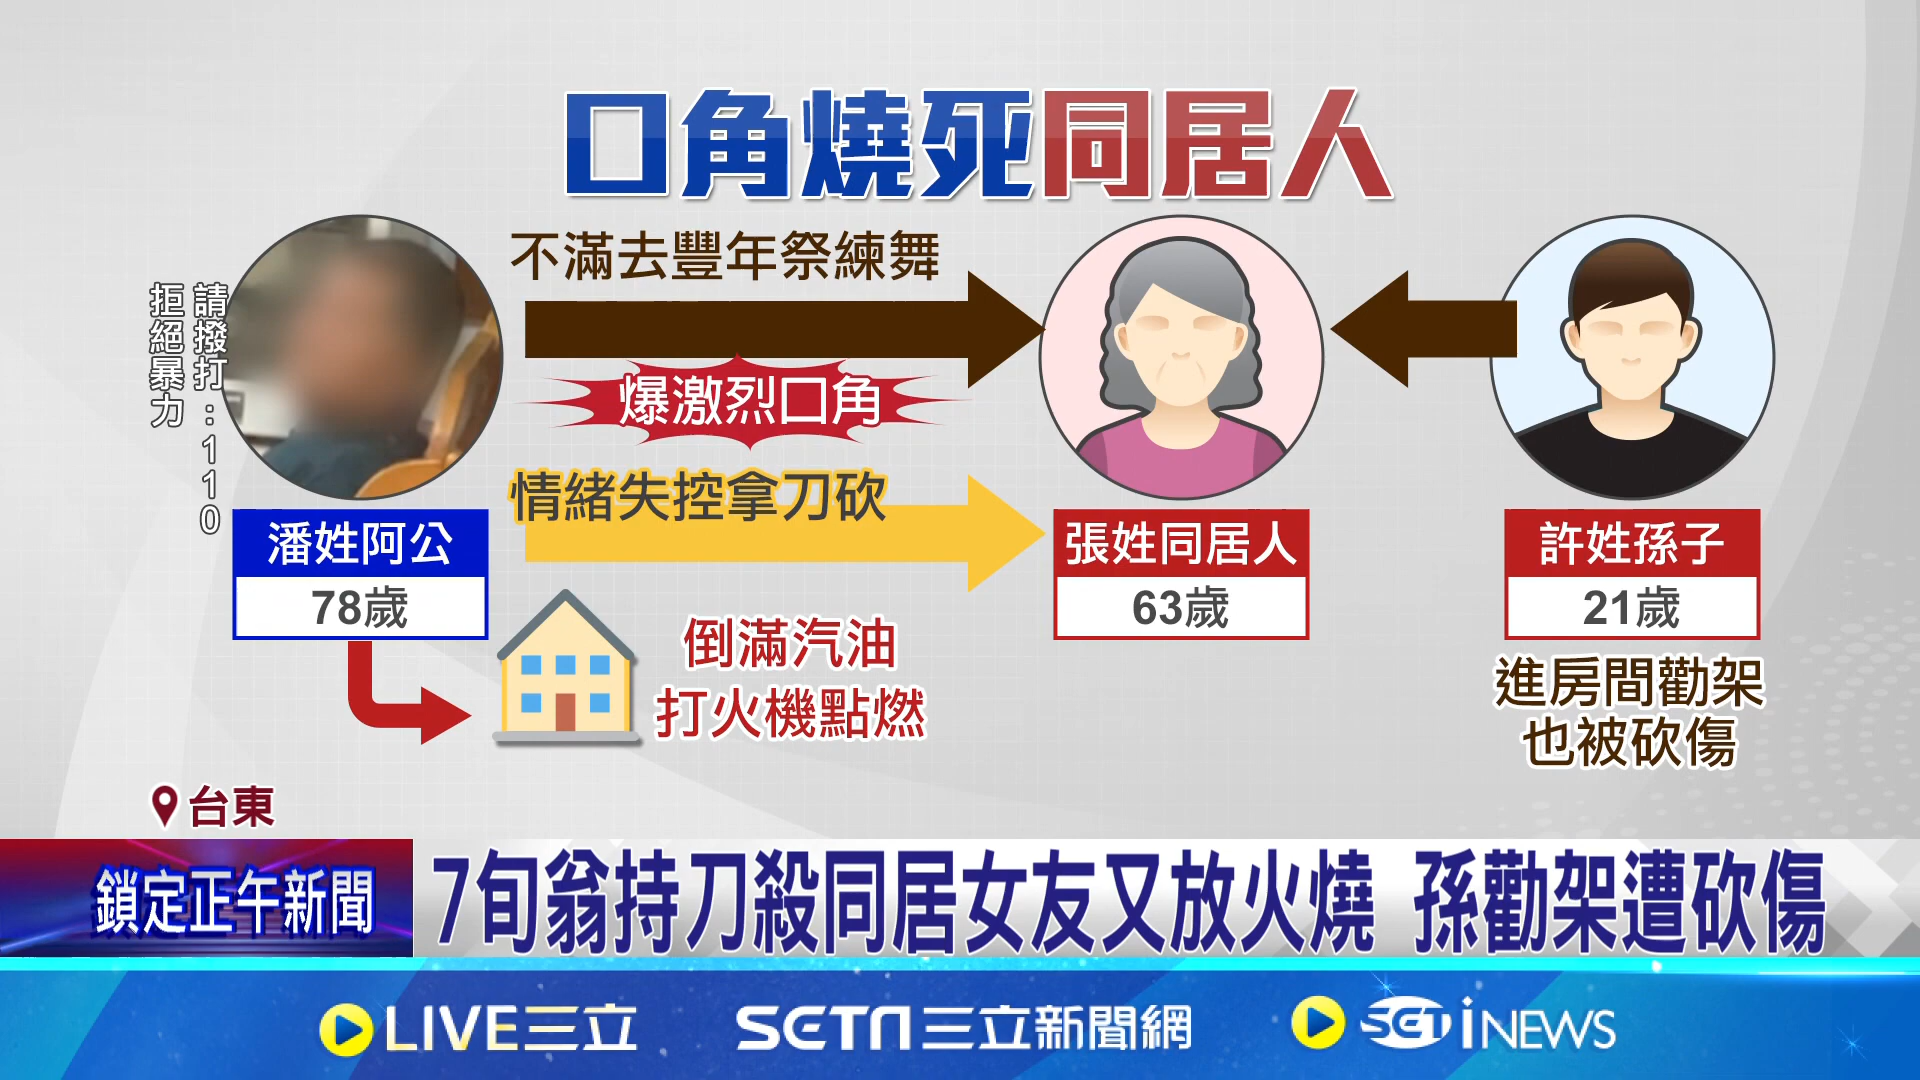 口角燒死同居人
不滿去豐年祭練舞
請撥打：110
拒絕暴力
爆激烈口角
情緒失控拿刀砍
潘姓阿公
78歲
張姓同居人
63歲
許姓孫子
21歲
倒滿汽油
打火機點燃
進房間勸架
也被砍傷
台東
鎖定正午新聞
7旬翁持刀殺同居女友又放火燒 孫勸架遭砍傷
LIVE三立
SETN三立新聞網
SET iNEWS